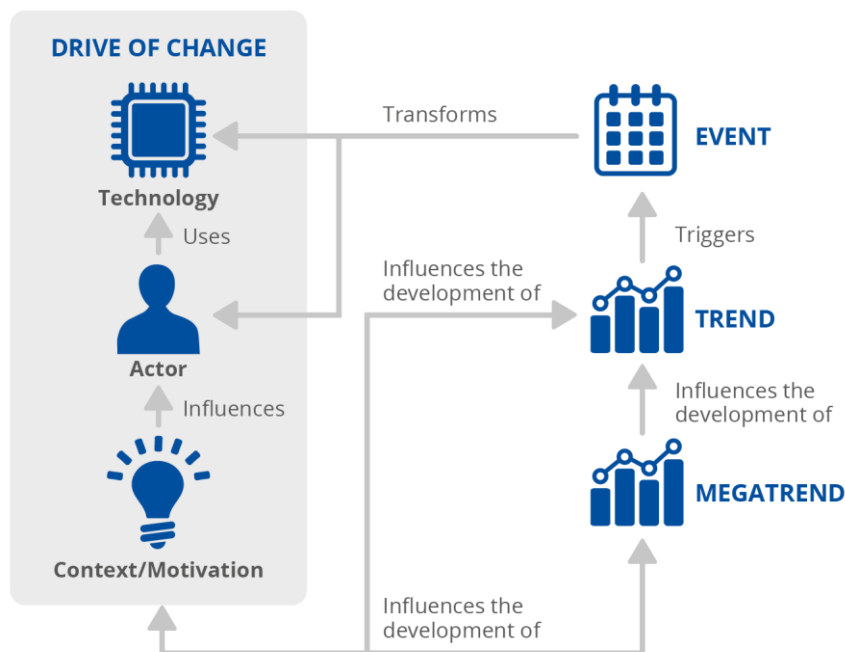 DRIVE OF CHANGE
Technology
Uses
Actor
Influences
Context/Motivation
Transforms
EVENT
Triggers
Influences the
development of
TREND
Influences the
development of
MEGATREND
Influences the
development of